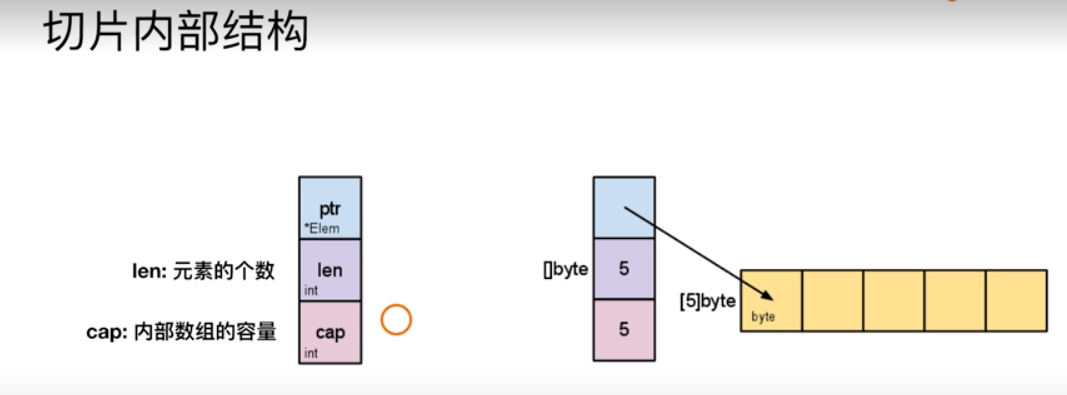 切片内部结构
ptr
*Elem
len: 元素的个数
len
int
cap: 内部数组的容量
cap
int
[]byte
5
5
[5]byte
byte